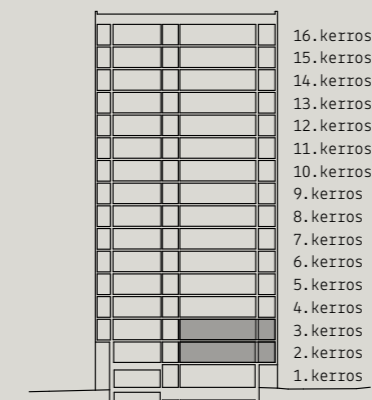 16.kerros
15.kerros
14.kerros
13.kerros
12.kerros
11.kerros
10.kerros
9.kerros
8.kerros
7.kerros
6.kerros
5.kerros
4.kerros
3.kerros
2.kerros
1.kerros